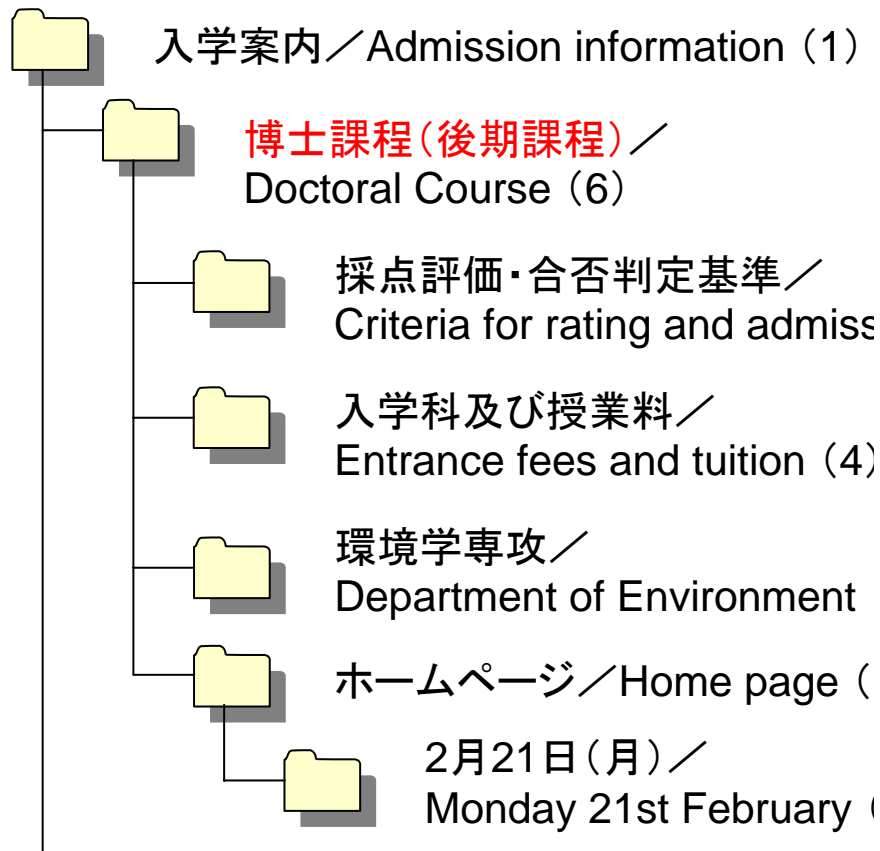 入学案内／Admission information（1）
博士課程（後期課程）／
Doctoral Course（6）
採点評価・合否判定基準／
Criteria for rating and
入学科及び授業料／
Entrance fees and tuition（4）
環境学専攻／
Department of Environment
ホームページ／Home page（
2月21日（月）／
Monday 21st February（